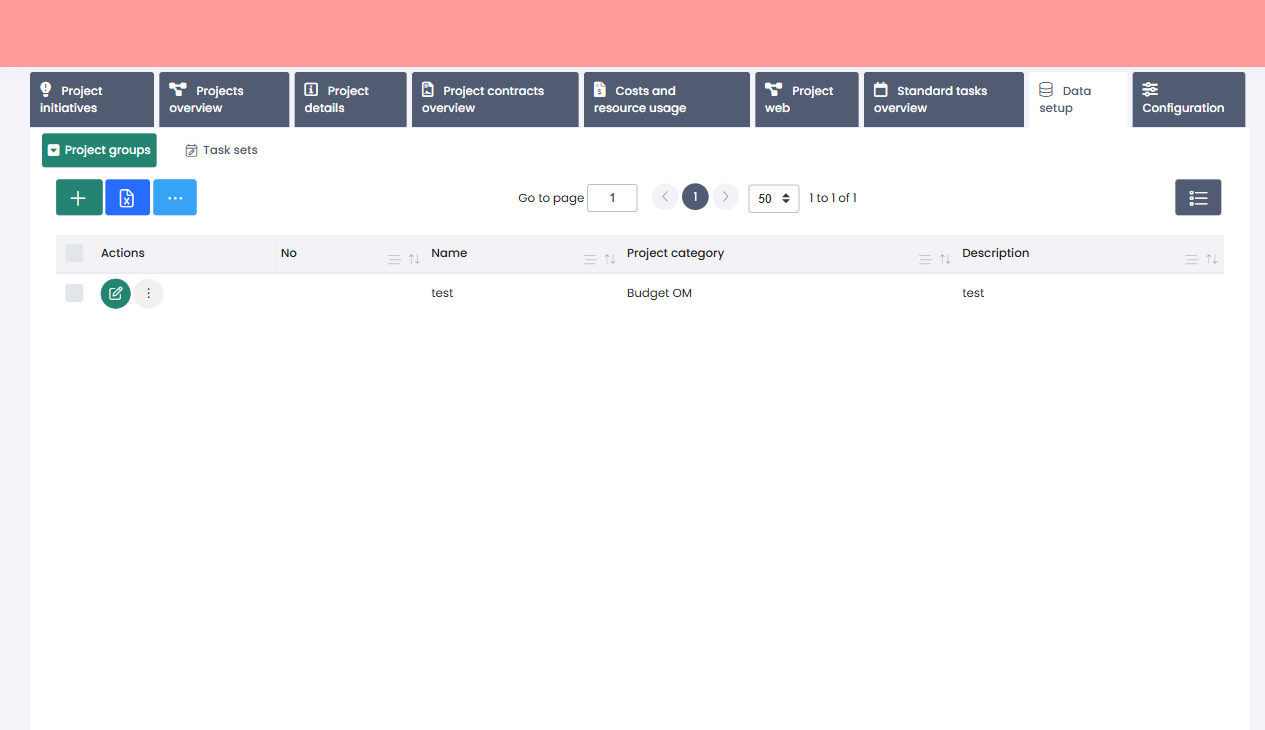 Project
initiatives
Projects
overview
Project
details
Project contracts
overview
Costs and
resource usage
Project
web
Standard tasks
overview
Data
setup
Configuration
Project groups
Task sets
Go to page 1 1 50 1 to 1 of 1
Actions No Name Project category Description
test Budget OM test